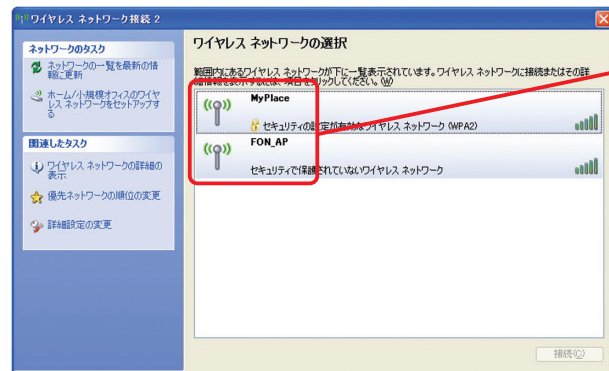 ワイヤレス ネットワーク接続 2
ネットワークのタスク
ネットワークの一覧を最新の情
報に更新
ホーム/小規模オフィスのワイヤ
レス ネットワークをセットアップす
る
関連したタスク
ワイヤレス ネットワークの詳細の
表示
優先ネットワークの順位の変更
詳細設定の変更
ワイヤレス ネットワークの選択
範囲内にあるワイヤレス ネットワークが下に一覧表示されています。ワイヤレス ネットワークに接続またはその詳
細情報を表示するには、項目をクリックしてください。(W)
MyPlace
セキュリティの設定が有効なワイヤレス ネットワーク (WPA2)
FON_AP
セキュリティで保護されていないワイヤレス ネットワーク
接続(C)